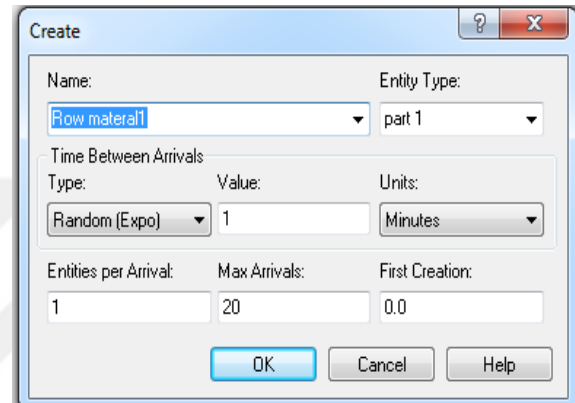 Create
Name: Entity Type:
Row materal1 part 1
Time Between Arrivals
Type: Value: Units:
Random (Expo) 1 Minutes
Entities per Arrival: Max Arrivals: First Creation:
1 20 0.0
OK Cancel Help